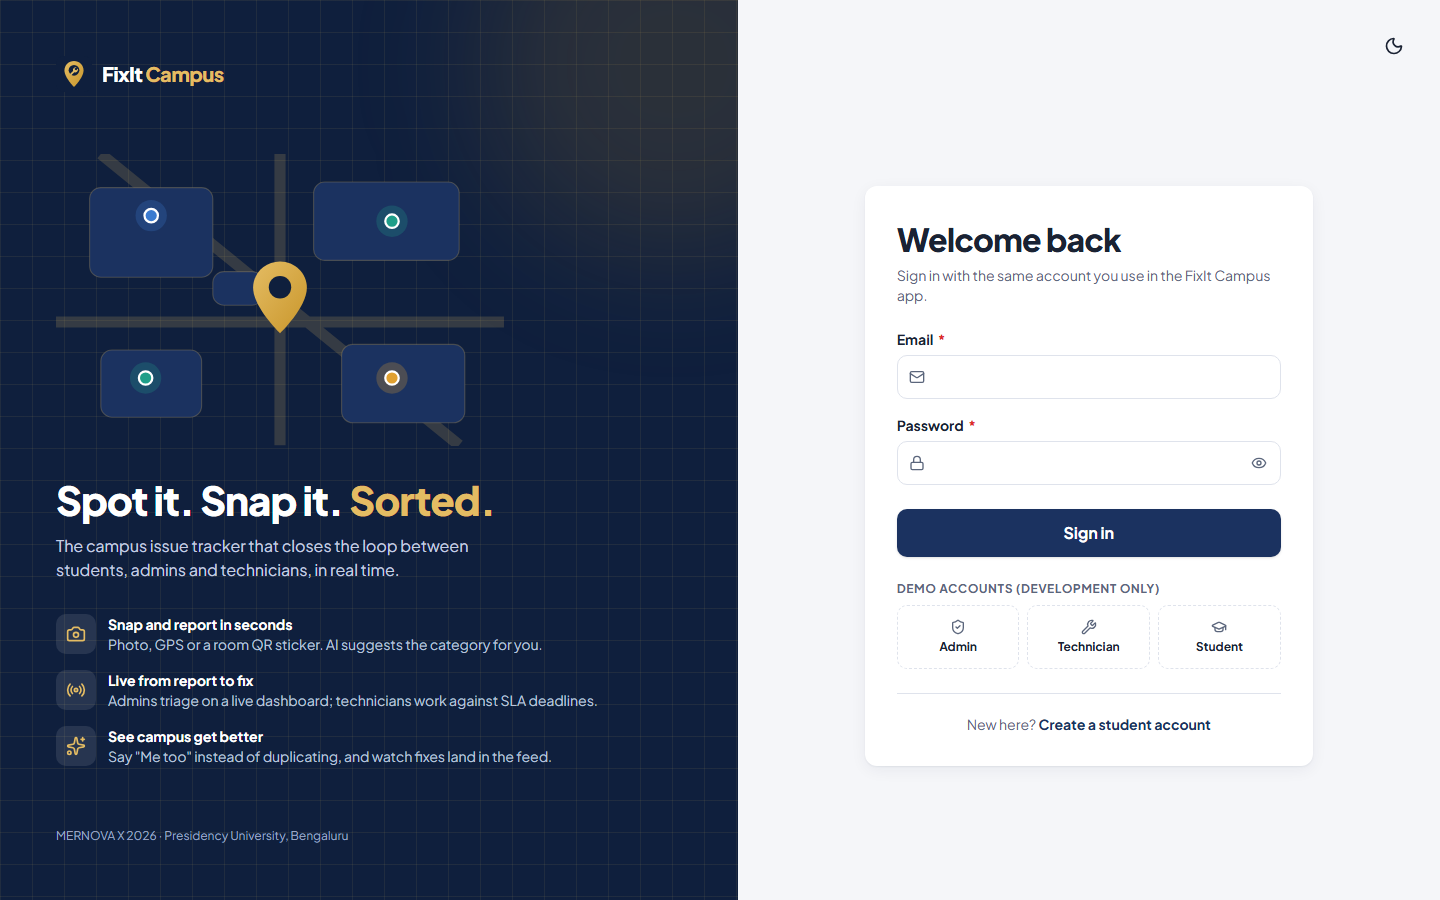 FixIt Campus
Spot it. Snap it. Sorted.
The campus issue tracker that closes the loop between
students, admins and technicians, in real time.
Snap and report in seconds
Photo, GPS or a room QR sticker. AI suggests the category for you.
Live from report to fix
Admins triage on a live dashboard; technicians work against SLA deadlines.
See campus get better
Say "Me too" instead of duplicating, and watch fixes land in the feed.
MERNOVA X 2026 · Presidency University, Bengaluru
Welcome back
Sign in with the same account you use in the FixIt Campus
app.
Email *
Password *
Sign in
DEMO ACCOUNTS (DEVELOPMENT ONLY)
Admin
Technician
Student
New here? Create a student account